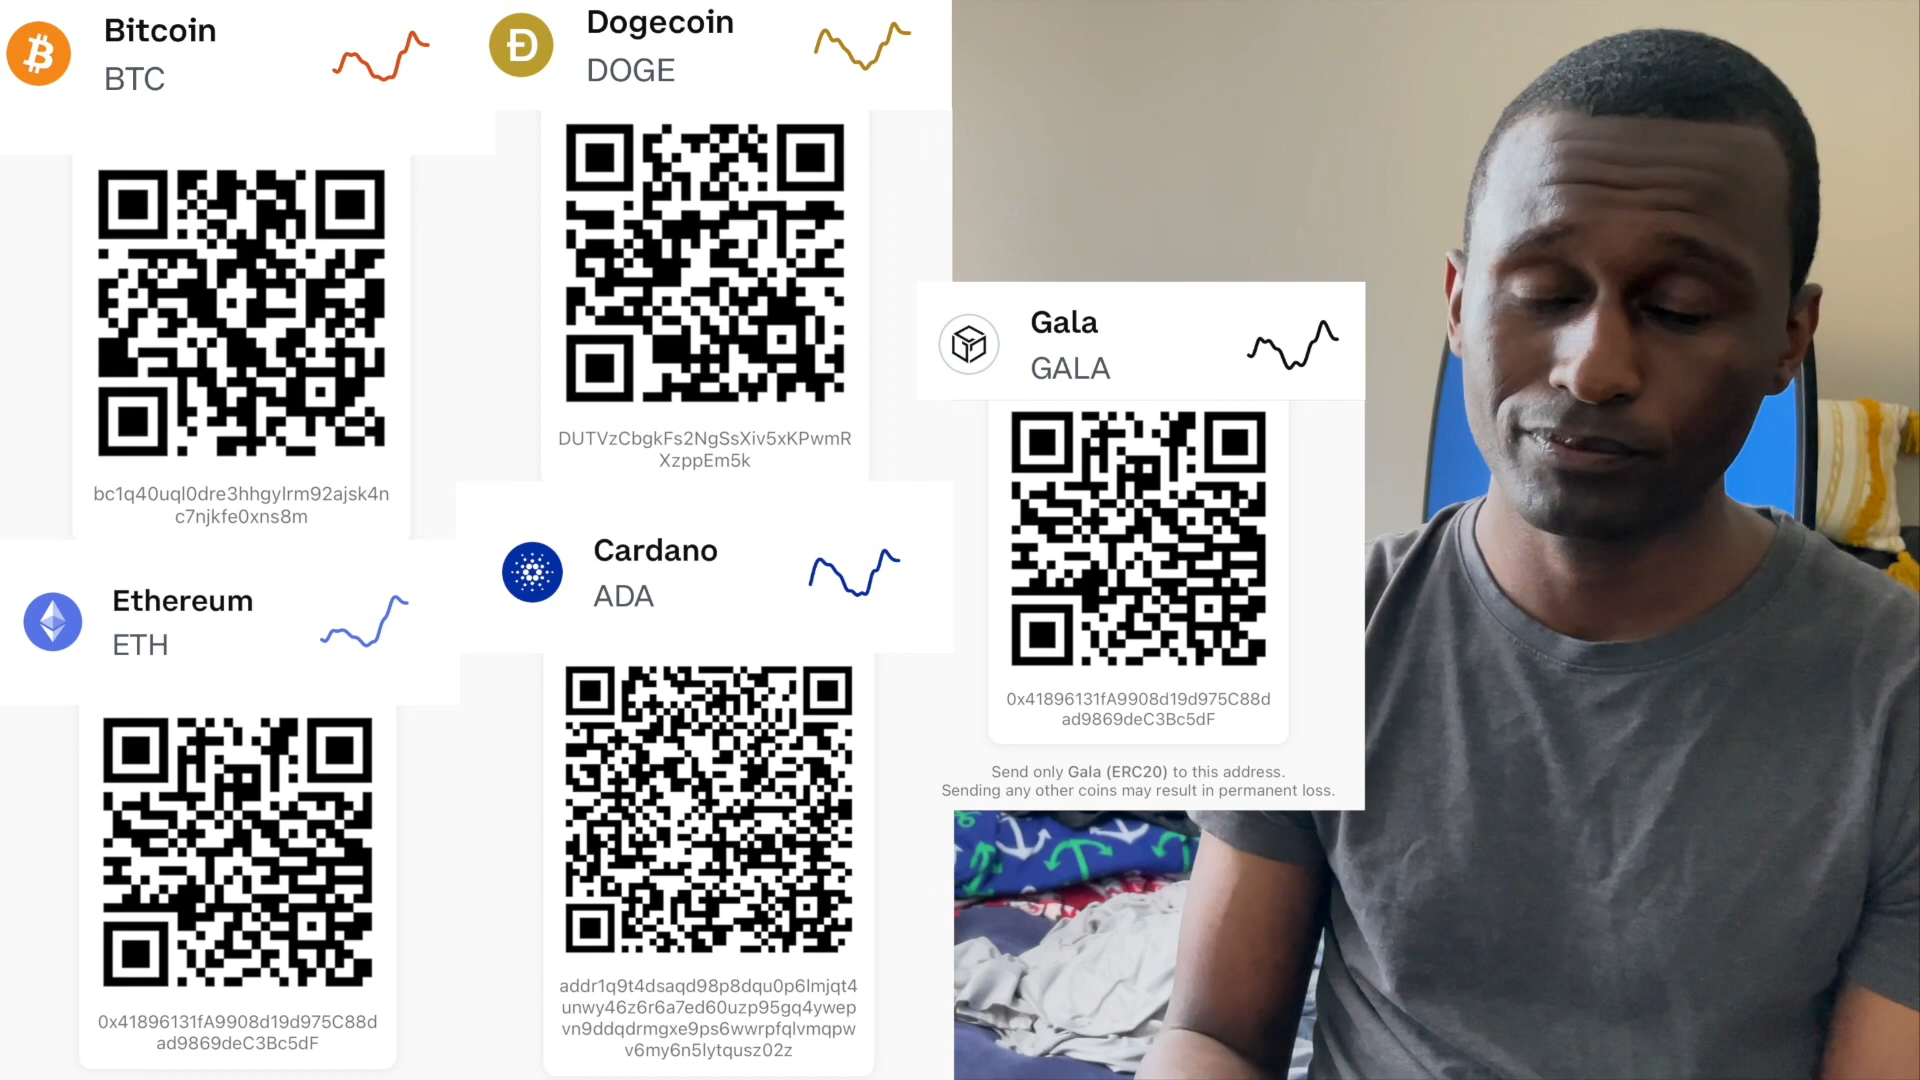 Bitcoin
BTC
bc1q40uql0dre3hhgylrm92ajsk4n
c7njkfe0xns8m
Dogecoin
DOGE
DUTVzCbgkFs2NgSsXiv5xKPwmR
XzppEm5k
Ethereum
ETH
0x41896131fA9908d19d975C88d
ad9869deC3Bc5dF
Cardano
ADA
addr1q9t4dsaqd98p8dqu0p6lmjqt4
unwy46z6r6a7ed60uzp95gq4ywep
vn9ddqdrmgxe9ps6wwrpfqlvmqpw
v6my6n5lytqusz02z
Gala
GALA
0x41896131fA9908d19d975C88d
ad9869deC3Bc5dF
Send only Gala (ERC20) to this address.
Sending any other coins may result in permanent loss.